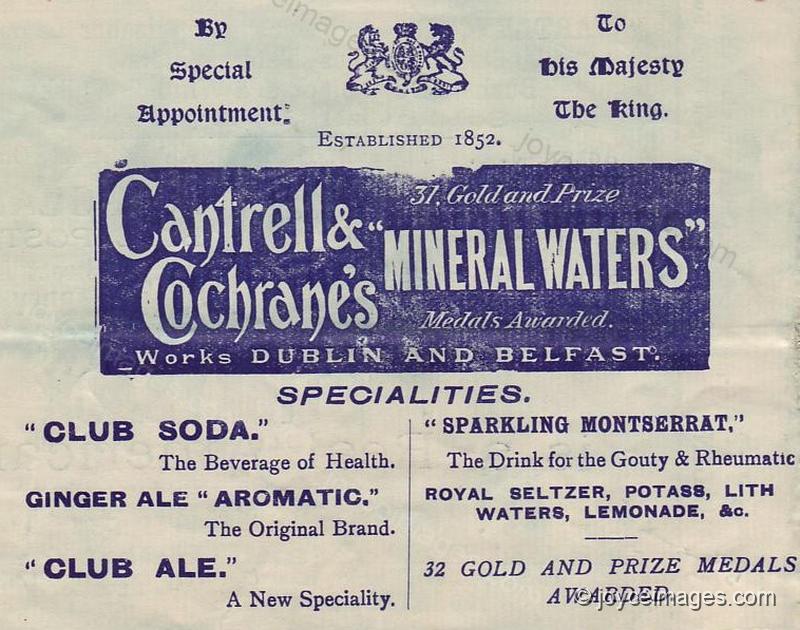 By
Special
Appointment.
To
His Majesty
The King.
ESTABLISHED 1852.
Cantrell &
Cochrane's
31, Gold and Prize
"MINERAL WATERS"
Medals Awarded.
Works DUBLIN AND BELFAST.
SPECIALITIES.
"CLUB SODA."
The Beverage of Health.
GINGER ALE "AROMATIC."
The Original Brand.
"CLUB ALE."
A New Speciality.
"SPARKLING MONTSERRAT,"
The Drink for the Gouty & Rheumatic
ROYAL SELTZER, POTASS, LITH
WATERS, LEMONADE, &c.
32 GOLD AND PRIZE MEDALS
AWARDED
©joyceimages.com